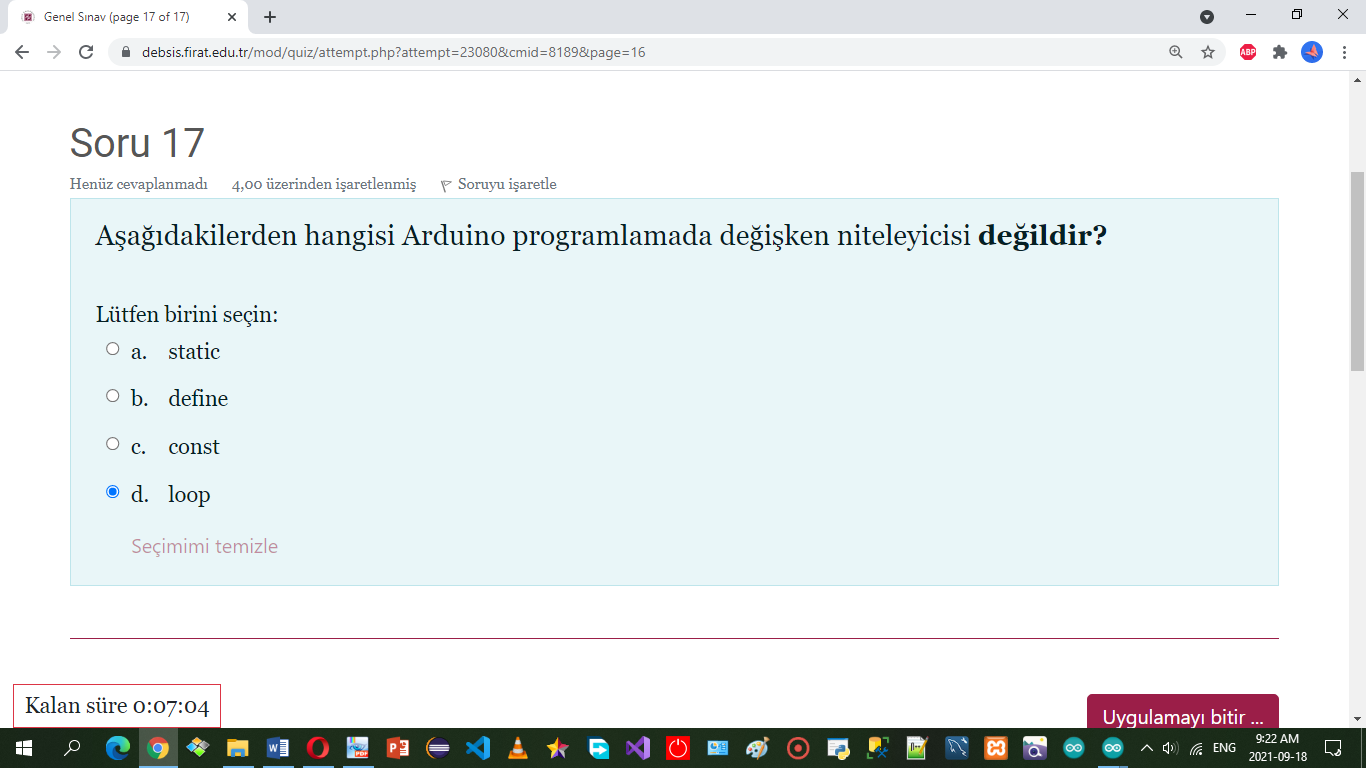 Genel Sınav (page 17 of 17)
debsis.firat.edu.tr/mod/quiz/attempt.php?attempt=23080&cmid=8189&page=16
ABP
Soru 17
Henüz cevaplanmadı 4,00 üzerinden işaretlenmiş Soruyu işaretle
Aşağıdakilerden hangisi Arduino programlamada değişken niteleyicisi değildir?
Lütfen birini seçin:
a. static
b. define
c. const
d. loop
Seçimimi temizle
Kalan süre 0:07:04
Uygulamayı bitir ...
ENG
9:22 AM
2021-09-18